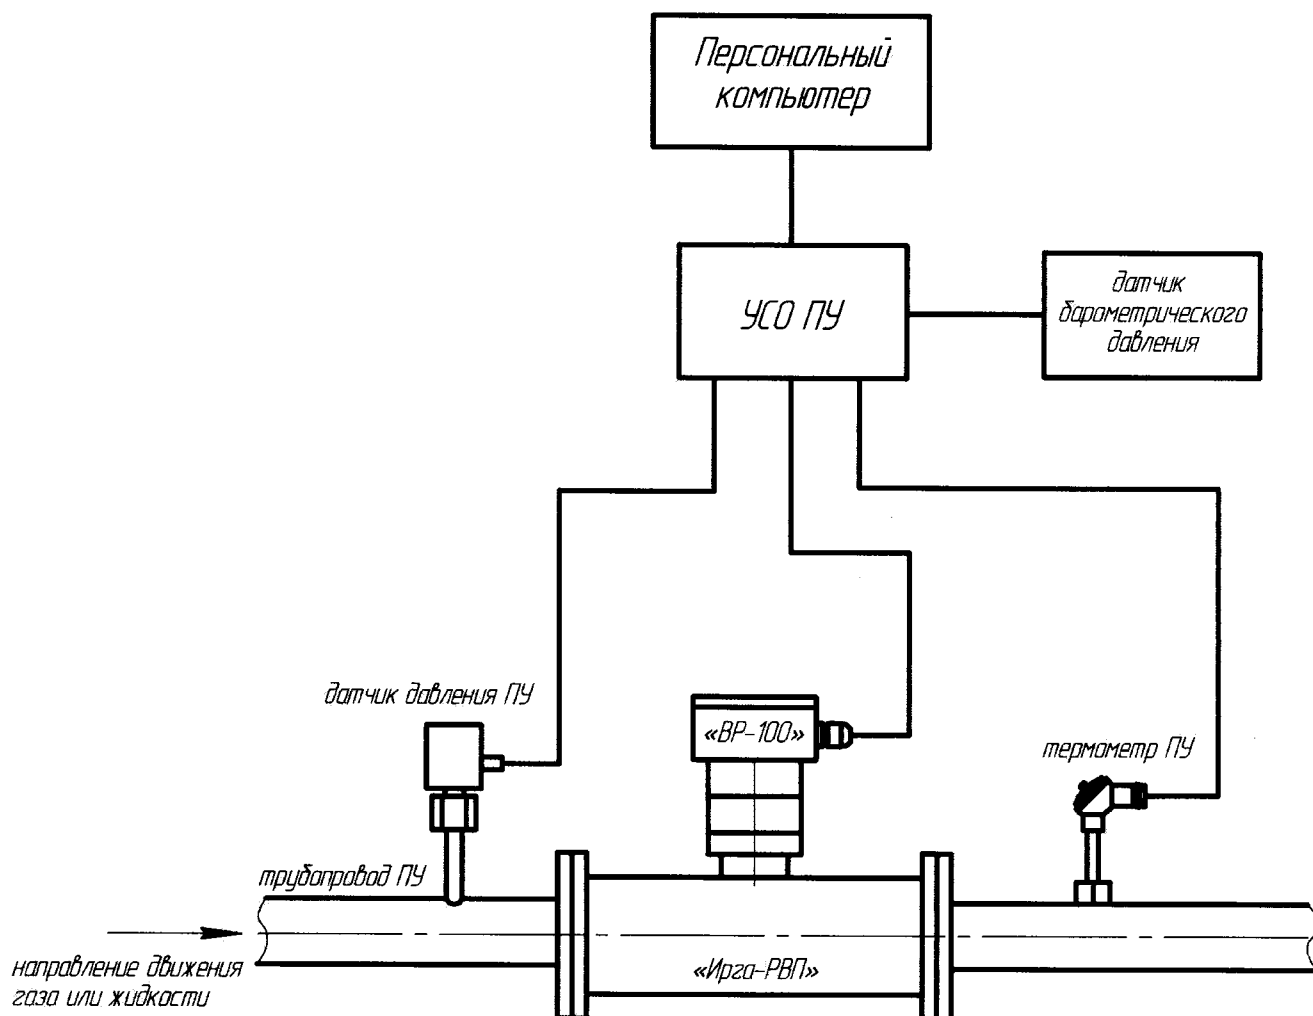 Персональный
компьютер
УСО ПУ
датчик
барометрического
давления
датчик давления ПУ
«ВР-100»
термометр ПУ
трубопровод ПУ
направление движения
газа или жидкости
«Ирга-РВП»